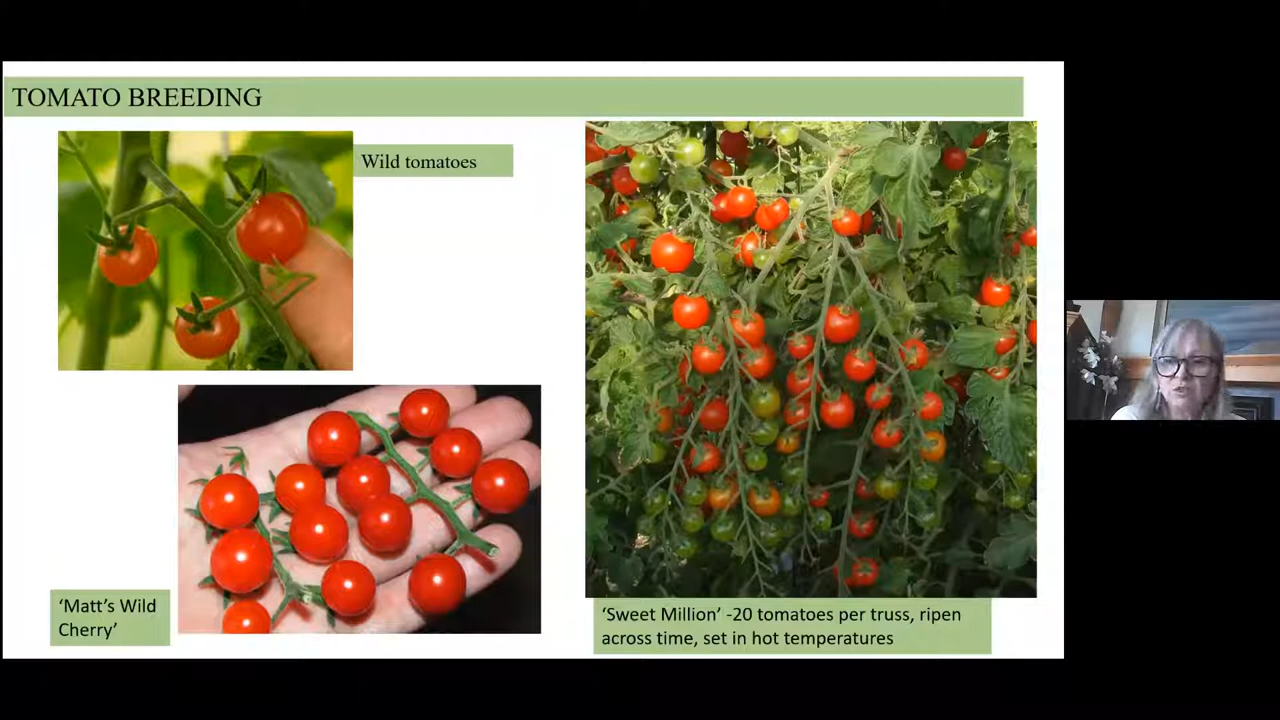 TOMATO BREEDING
Wild tomatoes
‘Matt’s Wild
Cherry’
‘Sweet Million’ -20 tomatoes per truss, ripen
across time, set in hot temperatures